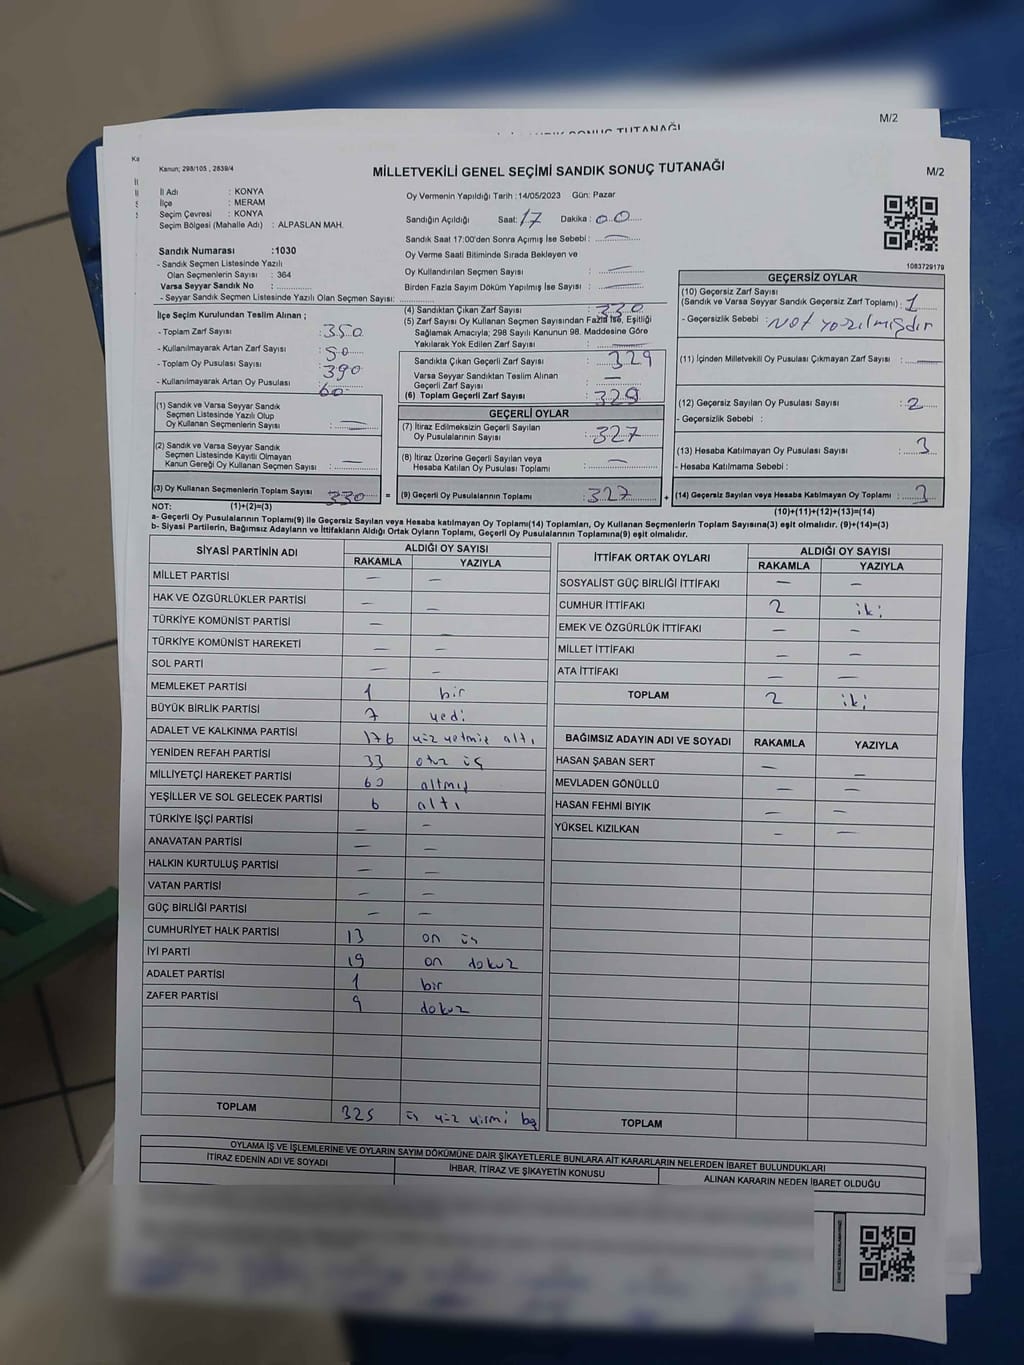 SONUÇ TUTANAĞI
M/2
Ka
Kanun; 298/105 , 2839/4
MİLLETVEKİLİ GENEL SEÇİMİ SANDIK SONUÇ TUTANAĞI
M/2
İl Adı : KONYA
İlçe : MERAM
Seçim Çevresi : KONYA
Seçim Bölgesi (Mahalle Adı) : ALPASLAN MAH.
Oy Vermenin Yapıldığı Tarih :14/05/2023 Gün: Pazar
Sandığın Açıldığı Saat: 17 Dakika : 00
Sandık Saat 17:00'den Sonra Açımış İse Sebebi : —
Oy Verme Saati Bitiminde Sırada Bekleyen ve
Oy Kullandırılan Seçmen Sayısı : —
Birden Fazla Sayım Döküm Yapılmış İse Sayısı : —
1083729179
Sandık Numarası :1030
- Sandık Seçmen Listesinde Yazılı
Olan Seçmenlerin Sayısı : 364
Varsa Seyyar Sandık No :
- Seyyar Sandık Seçmen Listesinde Yazılı Olan Seçmen Sayısı:
İlçe Seçim Kurulundan Teslim Alınan ;
- Toplam Zarf Sayısı : 350
- Kullanılmayarak Artan Zarf Sayısı : 50
- Toplam Oy Pusulası Sayısı : 390
- Kullanılmayarak Artan Oy Pusulası : 60
(1) Sandık ve Varsa Seyyar Sandık
Seçmen Listesinde Yazılı Olup
Oy Kullanan Seçmenlerin Sayısı : —
(2) Sandık ve Varsa Seyyar Sandık
Seçmen Listesinde Kayıtlı Olmayan
Kanun Gereği Oy Kullanan Seçmen Sayısı : —
(3) Oy Kullanan Seçmenlerin Toplam Sayısı : 330
(1)+(2)=(3)
(4) Sandıktan Çıkan Zarf Sayısı : 330
(5) Zarf Sayısı Oy Kullanan Seçmen Sayısından Fazla İse, Eşitliği
Sağlamak Amacıyla; 298 Sayılı Kanunun 98. Maddesine Göre
Yakılarak Yok Edilen Zarf Sayısı : —
Sandıkta Çıkan Geçerli Zarf Sayısı : 329
Varsa Seyyar Sandıktan Teslim Alınan
Geçerli Zarf Sayısı : —
(6) Toplam Geçerli Zarf Sayısı : 329
GEÇERLİ OYLAR
(7) İtiraz Edilmeksizin Geçerli Sayılan
Oy Pusulalarının Sayısı : 327
(8) İtiraz Üzerine Geçerli Sayılan veya
Hesaba Katılan Oy Pusulası Toplamı : —
= (9) Geçerli Oy Pusulalarının Toplamı : 327 +
GEÇERSİZ OYLAR
(10) Geçersiz Zarf Sayısı
(Sandık ve Varsa Seyyar Sandık Geçersiz Zarf Toplamı) : 1
- Geçersizlik Sebebi : Not yazılmışdır
(11) İçinden Milletvekili Oy Pusulası Çıkmayan Zarf Sayısı : —
(12) Geçersiz Sayılan Oy Pusulası Sayısı : 2
- Geçersizlik Sebebi :
(13) Hesaba Katılmayan Oy Pusulası Sayısı : 3
- Hesaba Katılmama Sebebi :
(14) Geçersiz Sayılan veya Hesaba Katılmayan Oy Toplamı : 3
(10)+(11)+(12)+(13)=(14)
NOT:
a- Geçerli Oy Pusulası Toplamı(9) ile Geçersiz Sayılan veya Hesaba katılmayan Oy Toplamı(14) Toplamları, Oy Kullanan Seçmenlerin Toplam Sayısına(3) eşit olmalıdır. (9)+(14)=(3)
b- Siyasi Partilerin, Bağımsız Adayların ve İttifakların Aldığı Ortak Oyların Toplamı, Geçerli Oy Pusulası Toplamına(9) eşit olmalıdır.
SİYASİ PARTİNİN ADI ALDIĞI OY SAYISI
RAKAMLA YAZIYLA
MİLLET PARTİSİ — —
HAK VE ÖZGÜRLÜKLER PARTİSİ — —
TÜRKİYE KOMÜNİST PARTİSİ — —
TÜRKİYE KOMÜNİST HAREKETİ — —
SOL PARTİ — —
MEMLEKET PARTİSİ 1 bir
BÜYÜK BİRLİK PARTİSİ 7 yedi
ADALET VE KALKINMA PARTİSİ 176 yüz yetmiş altı
YENİDEN REFAH PARTİSİ 33 otuz üç
MİLLİYETÇİ HAREKET PARTİSİ 60 altmış
YEŞİLLER VE SOL GELECEK PARTİSİ 6 altı
TÜRKİYE İŞÇİ PARTİSİ — —
ANAVATAN PARTİSİ — —
HALKIN KURTULUŞ PARTİSİ — —
VATAN PARTİSİ — —
GÜÇ BİRLİĞİ PARTİSİ — —
CUMHURİYET HALK PARTİSİ 13 on üç
İYİ PARTİ 19 on dokuz
ADALET PARTİSİ 1 bir
ZAFER PARTİSİ 9 dokuz
TOPLAM 325 üç yüz yirmi beş
İTTİFAK ORTAK OYLARI ALDIĞI OY SAYISI
RAKAMLA YAZIYLA
SOSYALİST GÜÇ BİRLİĞİ İTTİFAKI — —
CUMHUR İTTİFAKI 2 iki
EMEK VE ÖZGÜRLÜK İTTİFAKI — —
MİLLET İTTİFAKI — —
ATA İTTİFAKI — —
TOPLAM 2 iki
BAĞIMSIZ ADAYIN ADI VE SOYADI RAKAMLA YAZIYLA
HASAN ŞABAN SERT — —
MEVLADEN GÖNÜLLÜ — —
HASAN FEHMİ BIYIK — —
YÜKSEL KIZILKAN — —
TOPLAM
OYLAMA İŞ VE İŞLEMLERİNE VE OYLARIN SAYIM DÖKÜMÜNE DAİR ŞİKAYETLERLE BUNLARA AİT KARARLARIN NELERDEN İBARET BULUNDUKLARI
İTİRAZ EDENİN ADI VE SOYADI İHBAR, İTİRAZ VE ŞİKAYETİN KONUSU ALINAN KARARIN NEDEN İBARET OLDUĞU